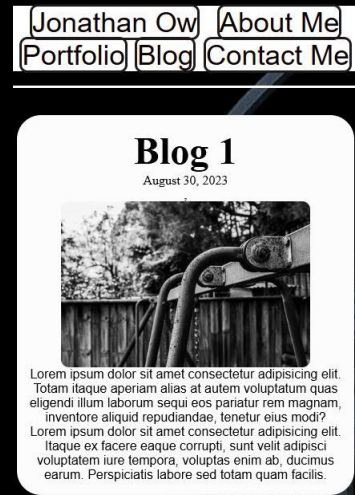 Jonathan Ow About Me
Portfolio Blog Contact Me
Blog 1
August 30, 2023
Lorem ipsum dolor sit amet consectetur adipisicing elit.
Totam itaque aperiam alias at autem voluptatum quas
eligendi illum laborum sequi eos pariatur rem magnam,
inventore aliquid repudiandae, tenetur eius modi?
Lorem ipsum dolor sit amet consectetur adipisicing elit.
Itaque ex facere eaque corrupti, sunt velit adipisci
voluptatem iure tempora, voluptas enim ab, ducimus
earum. Perspiciatis labore sed totam quam facilis.